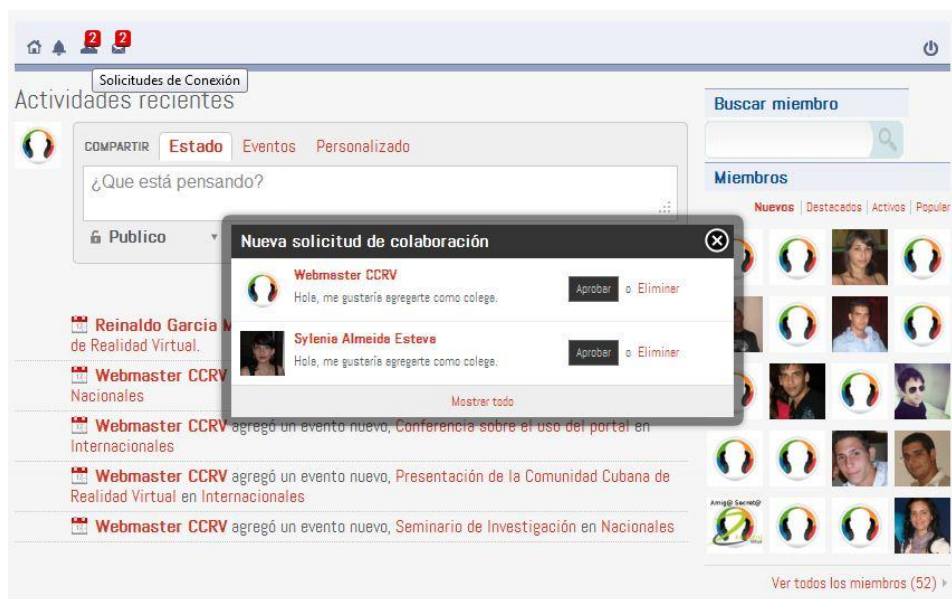 2 2
Solicitudes de Conexión
Actividades recientes
COMPARTIR Estado Eventos Personalizado
¿Que está pensando?
Publico
Nueva solicitud de colaboración
Webmaster CCRV
Hola, me gustaría agregarte como colega.
Aprobar o Eliminar
Sylenia Almeida Esteva
Hola, me gustaría agregarte como colega.
Aprobar o Eliminar
Mostrar todo
Reinaldo Garcia
de Realidad Virtual.
Webmaster CCRV
Nacionales
Webmaster CCRV agregó un evento nuevo, Conferencia sobre el uso del portal en
Internacionales
Webmaster CCRV agregó un evento nuevo, Presentación de la Comunidad Cubana de
Realidad Virtual en Internacionales
Webmaster CCRV agregó un evento nuevo, Seminario de Investigación en Nacionales
Buscar miembro
Miembros
Nuevos | Destacados | Activos | Popular
Amig@ Secret@
Ver todos los miembros (52)